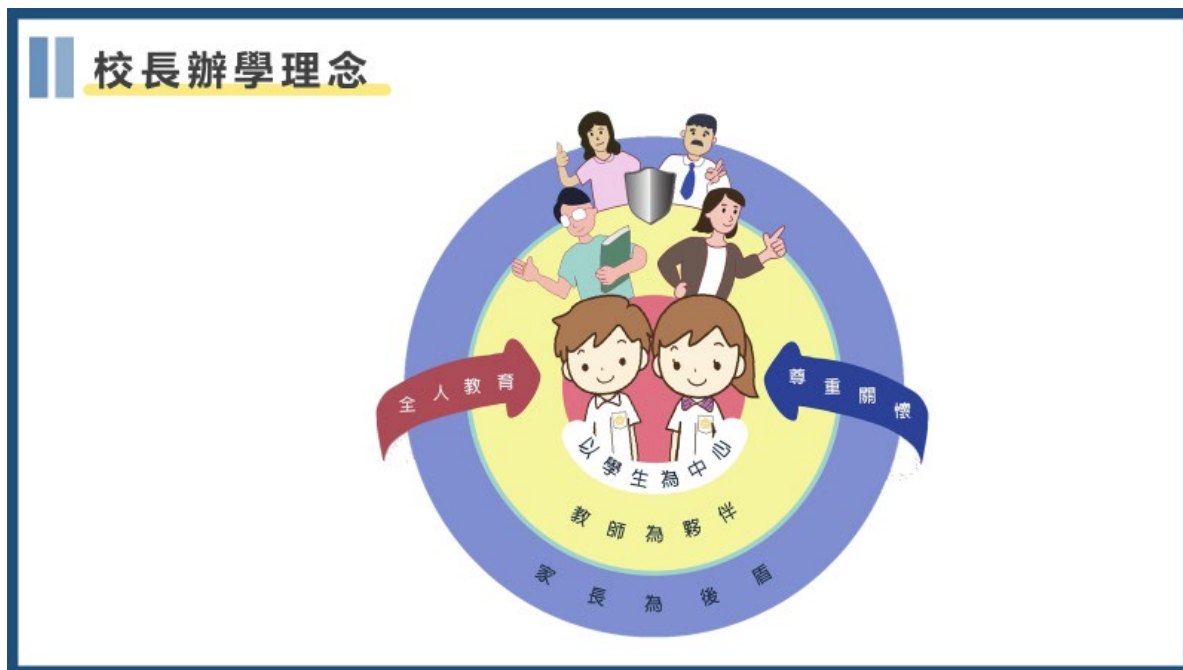 校長辦學理念
全人教育
尊重關懷
以學生為中心
教師為夥伴
家長為後盾